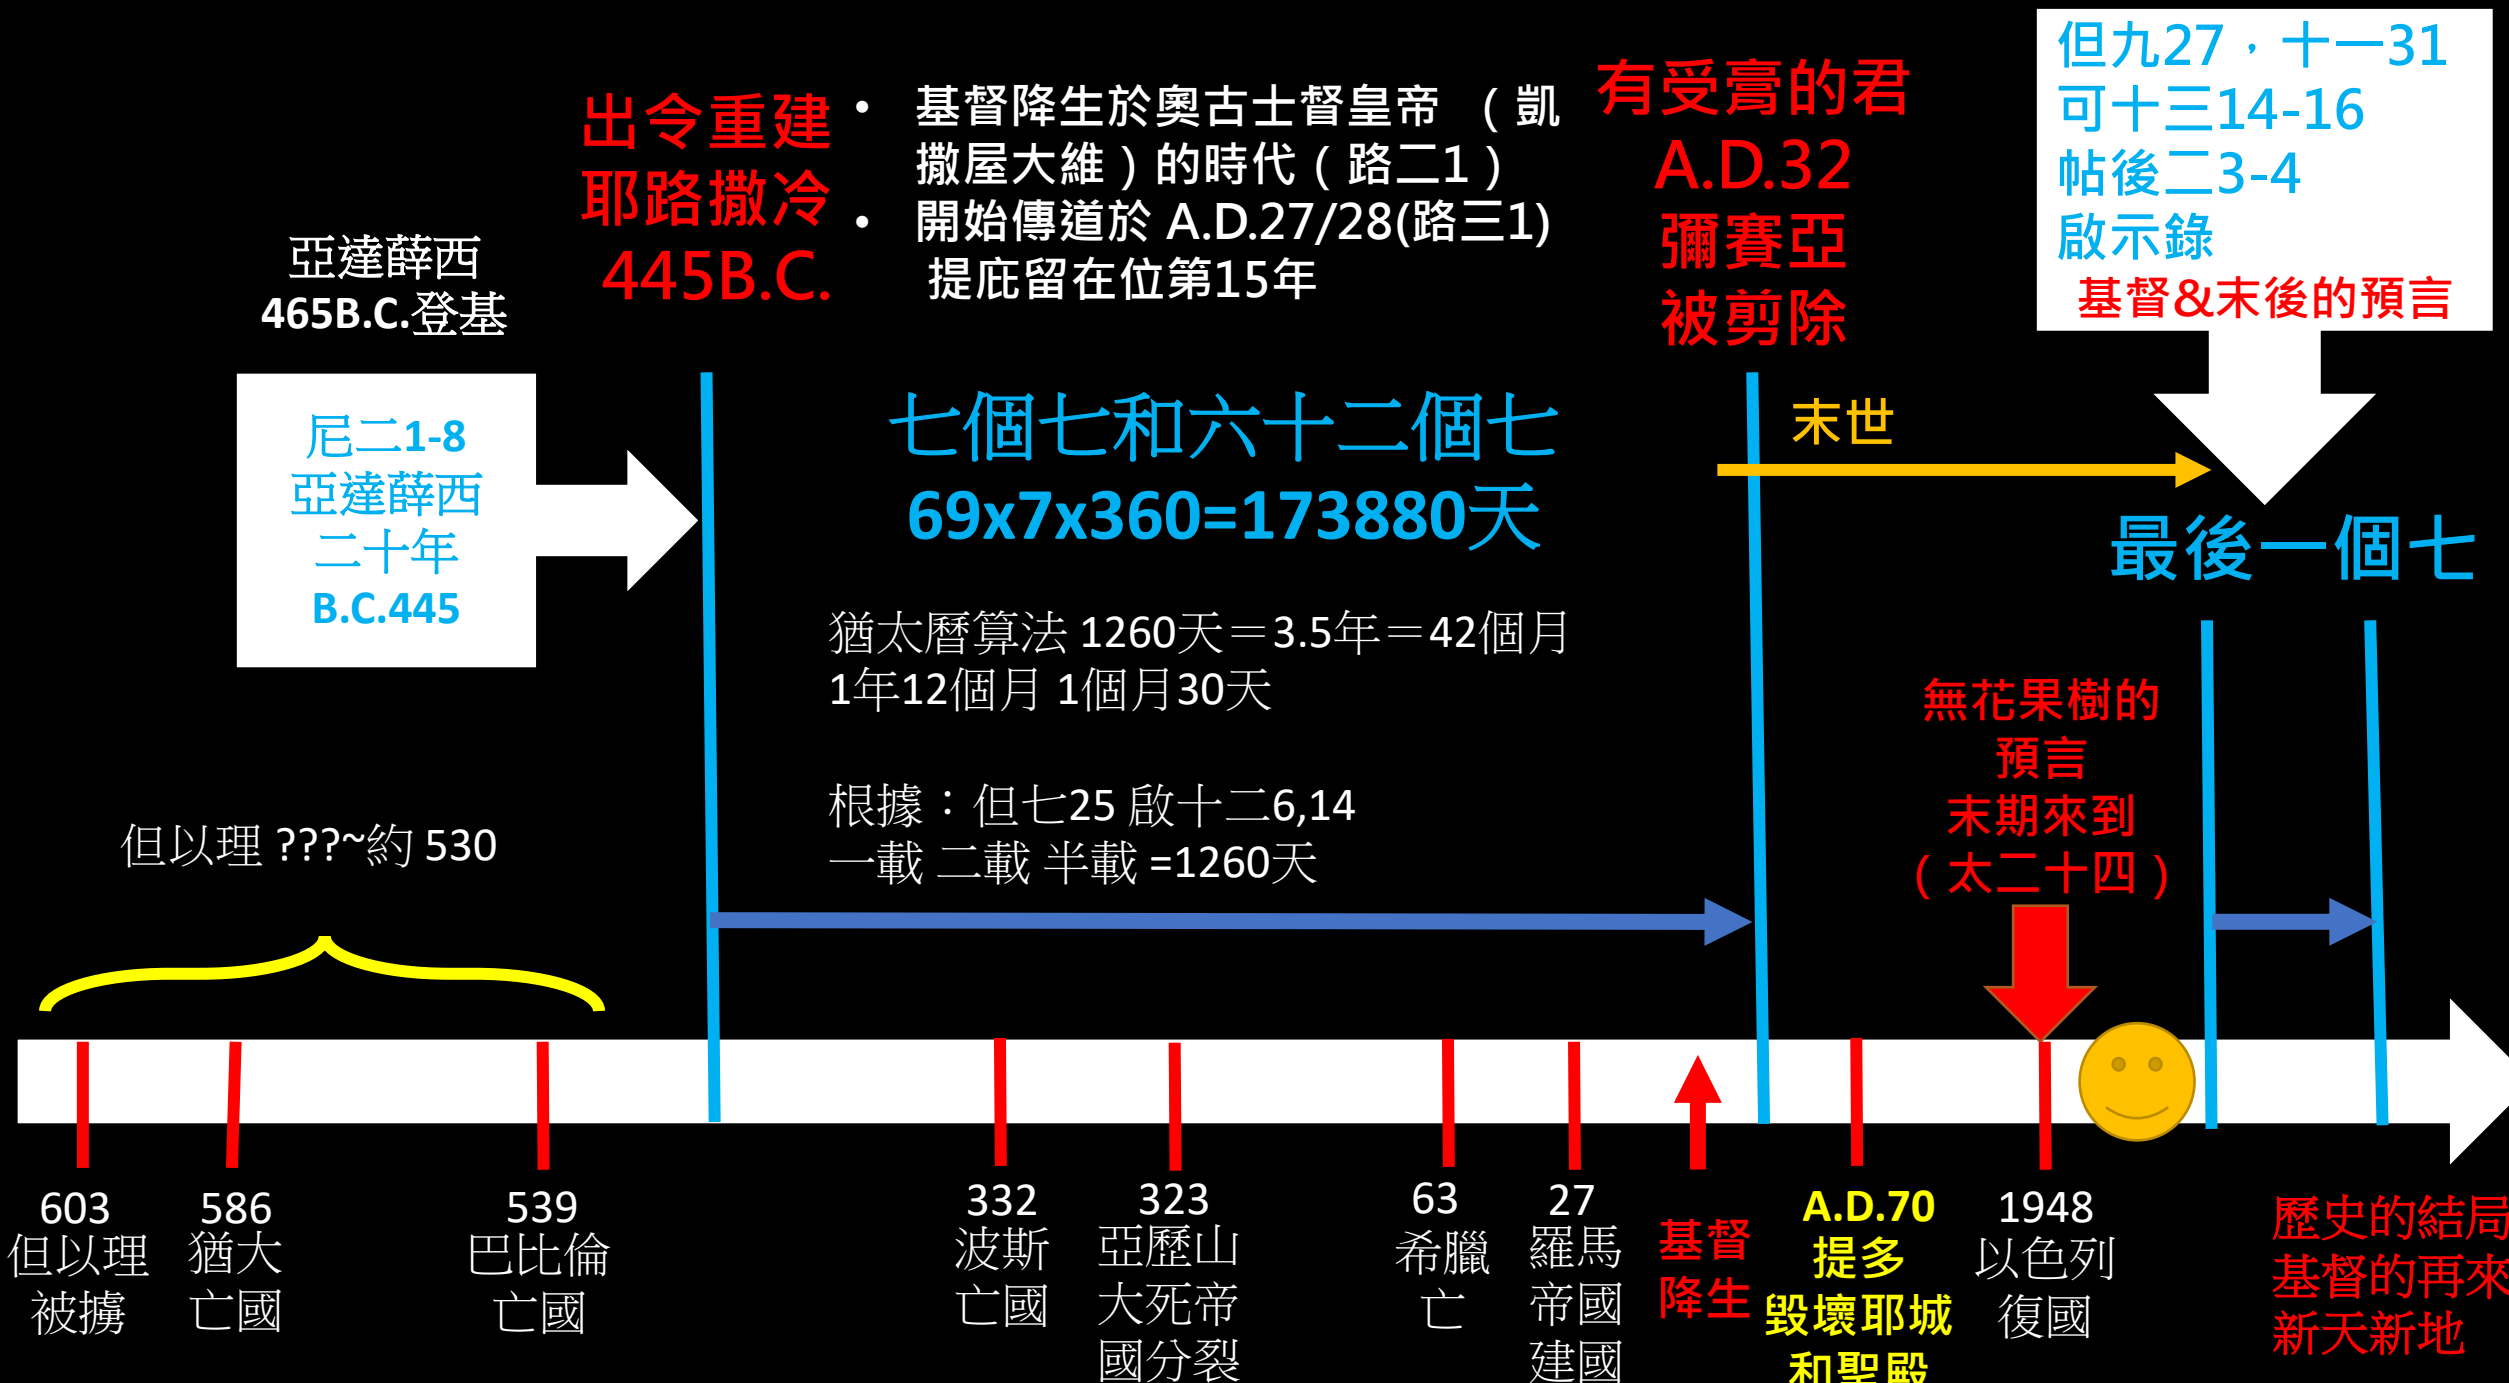 但九27，十一31
可十三14-16
帖後二3-4
啟示錄
基督&末後的預言
出令重建
耶路撒冷
445B.C.
• 基督降生於奧古士督皇帝 （凱
撒屋大維）的時代（路二1）
• 開始傳道於 A.D.27/28(路三1)
提庇留在位第15年
有受膏的君
A.D.32
彌賽亞
被剪除
亞達薛西
465B.C.登基
尼二1-8
亞達薛西
二十年
B.C.445
七個七和六十二個七
69x7x360=173880天
末世
最後一個七
猶太曆算法 1260天＝3.5年＝42個月
1年12個月 1個月30天
根據：但七25 啟十二6,14
一載 二載 半載 =1260天
無花果樹的
預言
末期來到
（太二十四）
但以理 ???~約 530
603
但以理
被擄
586
猶大
亡國
539
巴比倫
亡國
332
波斯
亡國
323
亞歷山
大死帝
國分裂
63
希臘
亡
27
羅馬
帝國
建國
基督
降生
A.D.70
提多
毀壞耶城
和聖殿
1948
以色列
復國
歷史的結局
基督的再來
新天新地